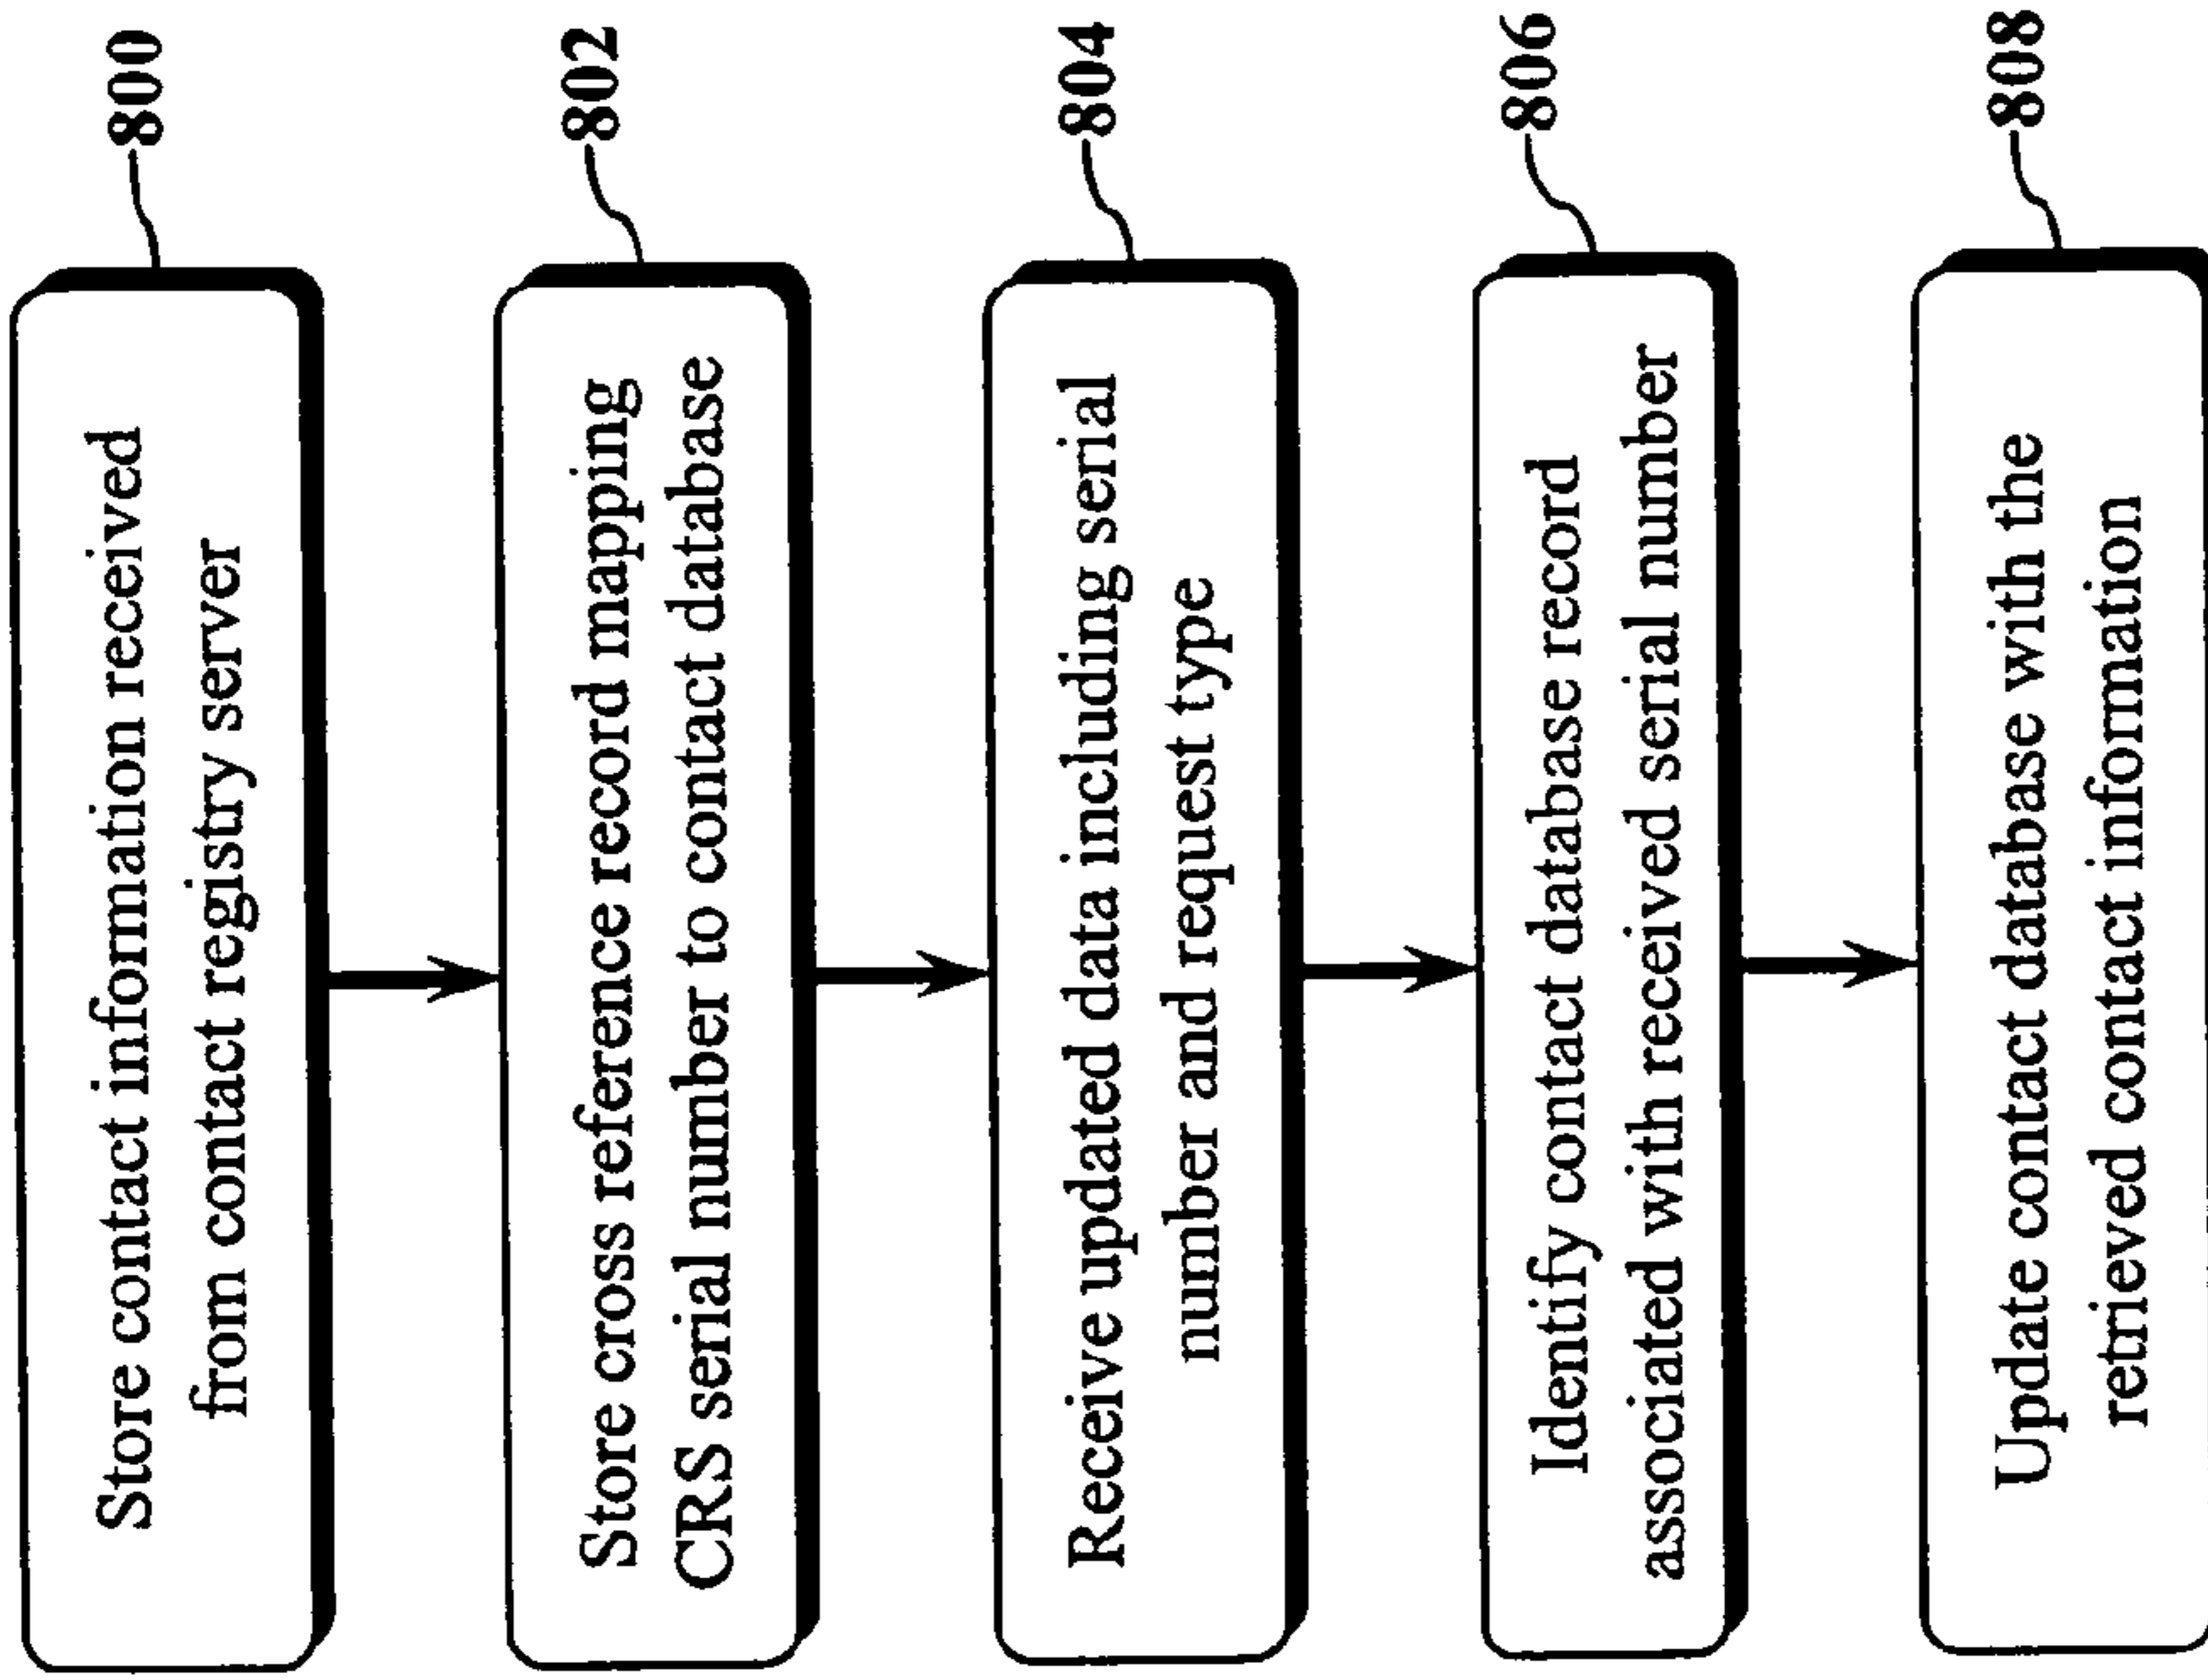 Store contact information received
from contact registry server
800
Store cross reference record mapping
CRS serial number to contact database
802
Receive updated data including serial
number and request type
804
Identify contact database record
associated with received serial number
806
Update contact database with the
retrieved contact information
808